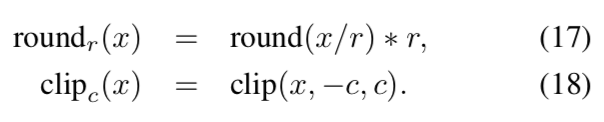 round_r(x) = round(x/r) * r, (17)
clip_c(x) = clip(x, −c, c). (18)